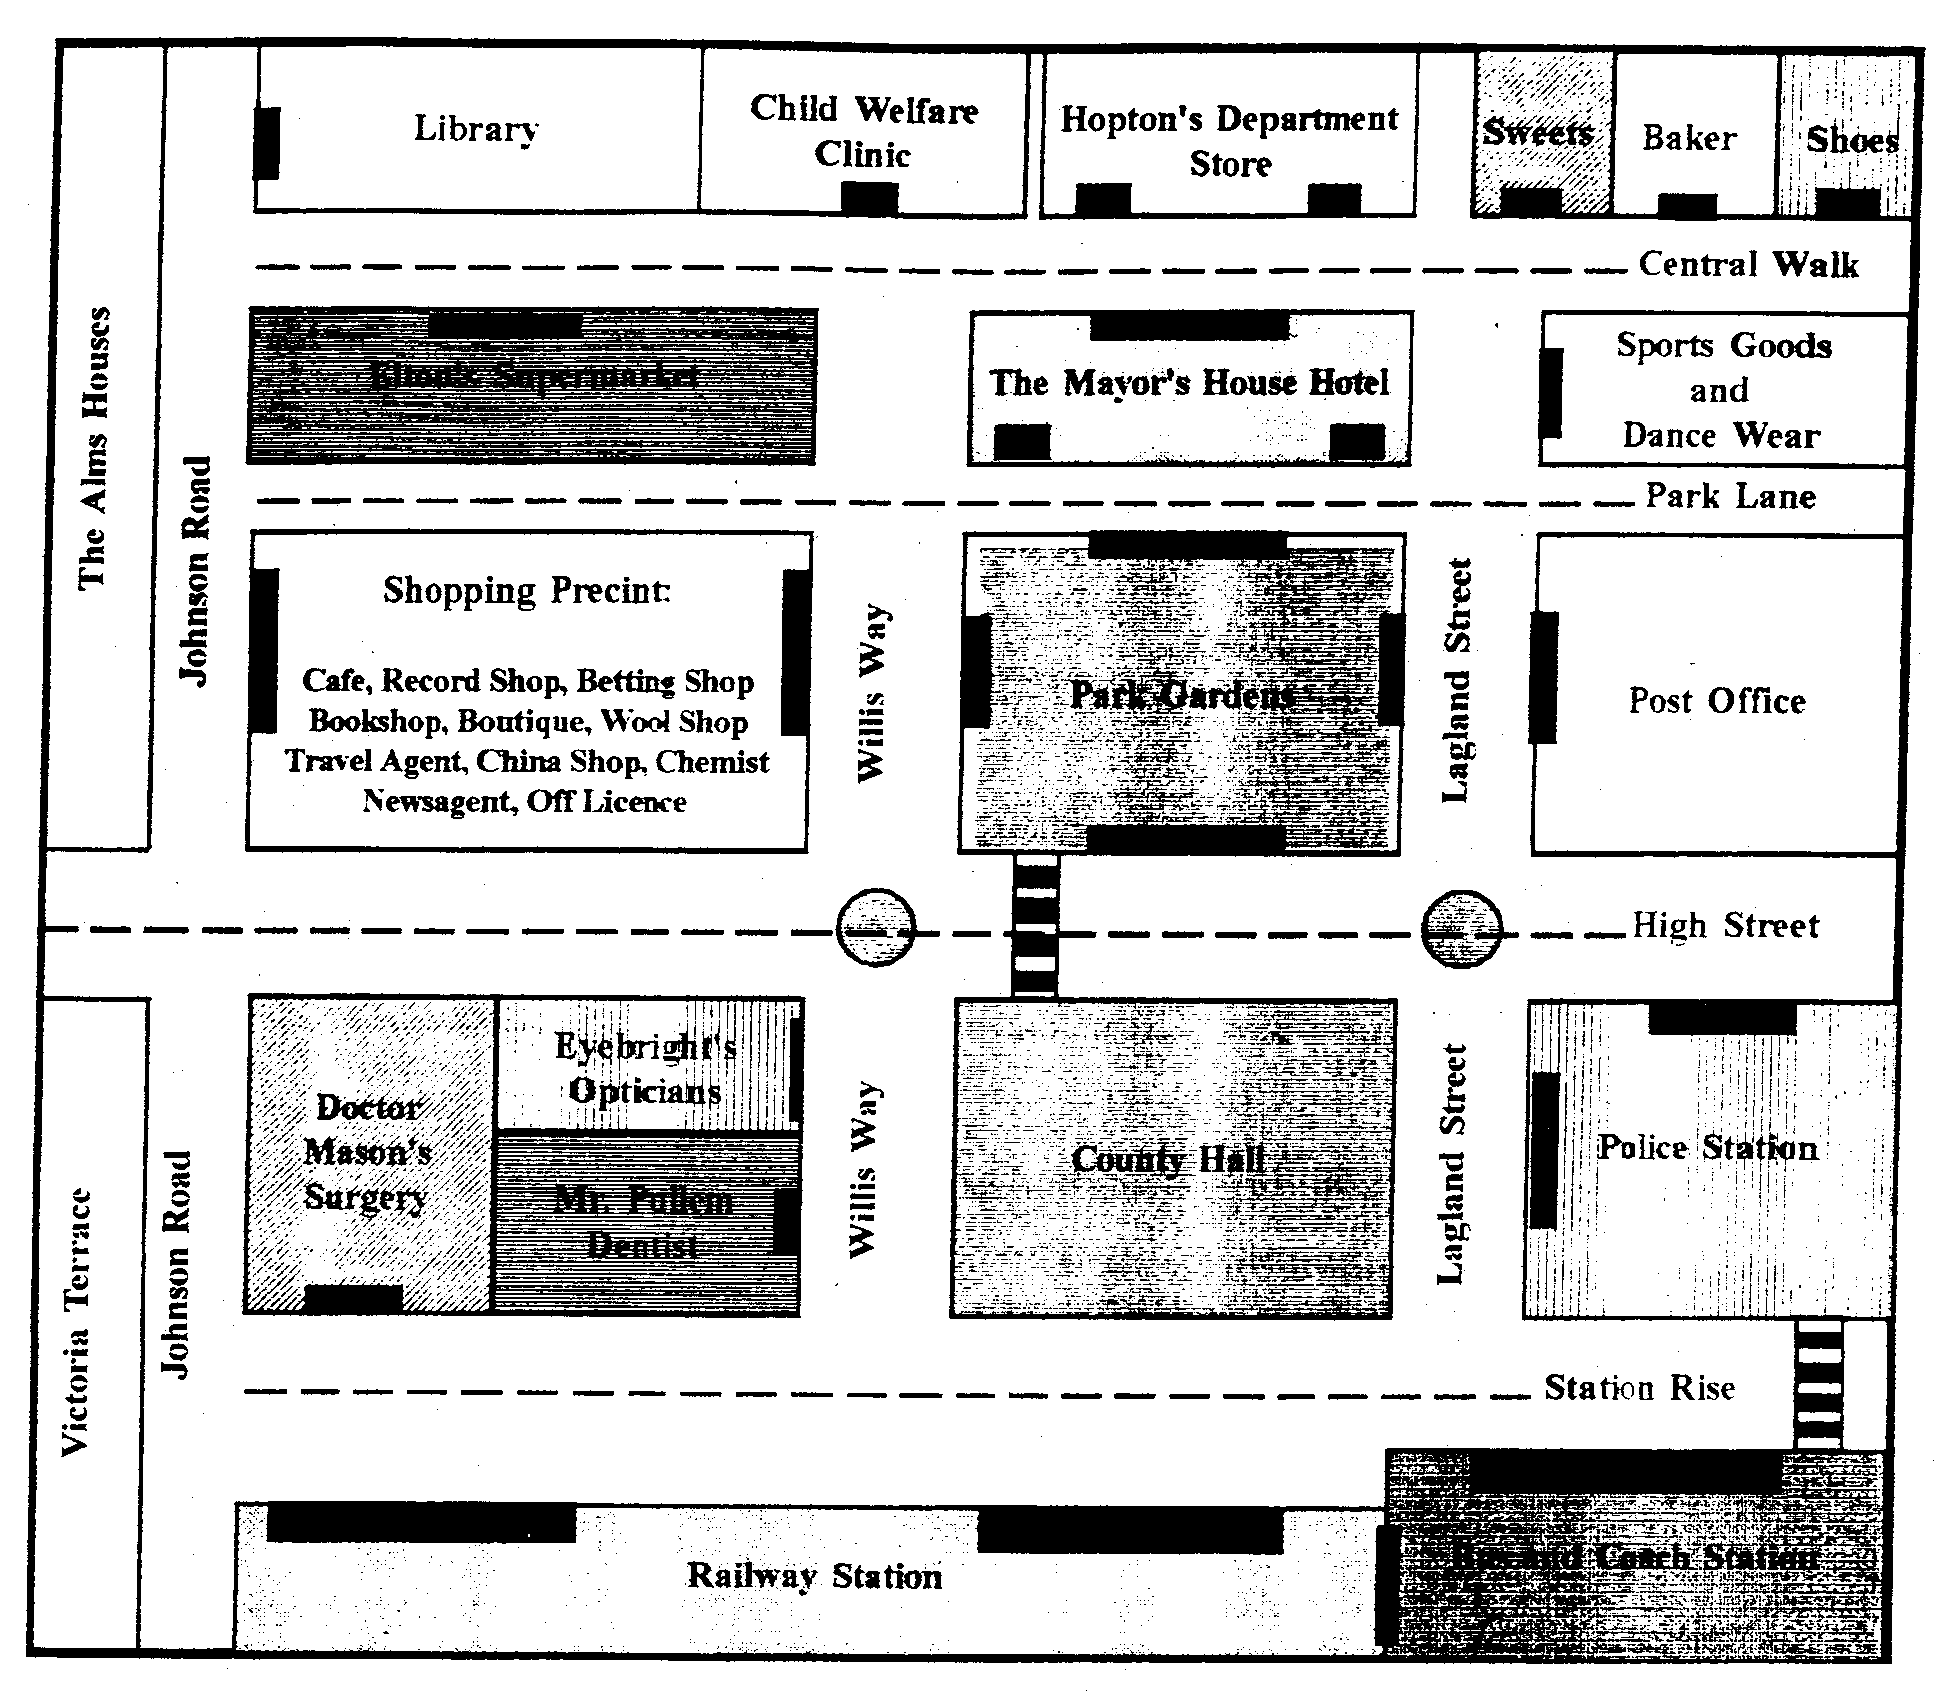 Library
Child Welfare
Clinic
Hopton's Department
Store
Sweets
Baker
Shoes
Central Walk
The Alms Houses
Johnson Road
Supermarket
The Mayor's House Hotel
Sports Goods
and
Dance Wear
Park Lane
Shopping Precint:
Cafe, Record Shop, Betting Shop
Bookshop, Boutique, Wool Shop
Travel Agent, China Shop, Chemist
Newsagent, Off Licence
Willis Way
Park Gardens
Lagland Street
Post Office
High Street
Victoria Terrace
Johnson Road
Doctor
Mason's
Surgery
Eyebright's
Opticians
Mr. Pullem
Dentist
Willis Way
County Hall
Lagland Street
Police Station
Station Rise
Railway Station
Bus and Coach Station